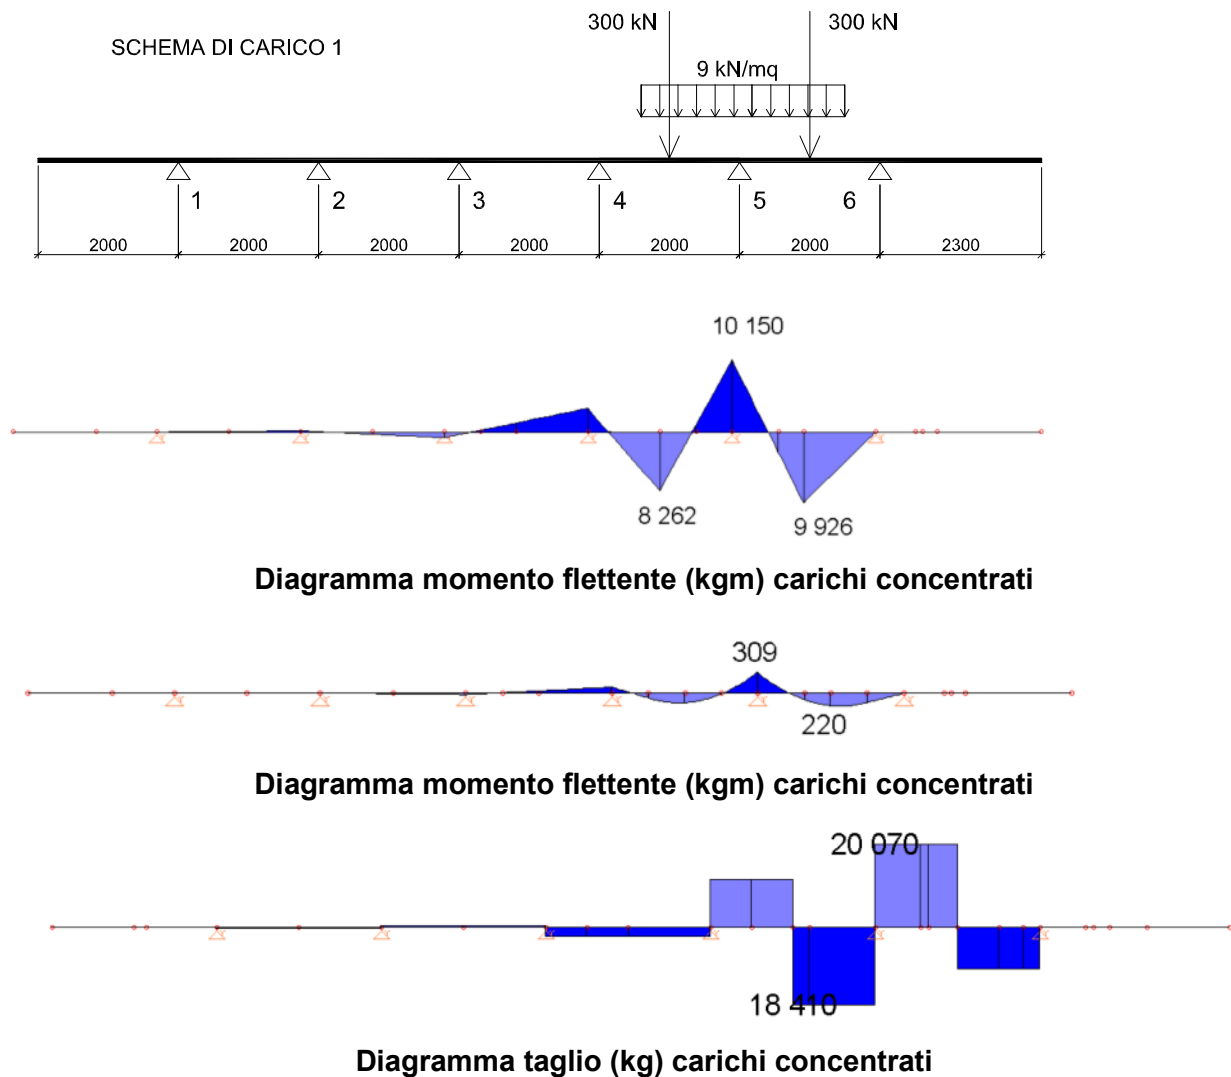 300 kN
300 kN
SCHEMA DI CARICO 1
9 kN/mq
1
2
3
4
5
6
2000
2000
2000
2000
2000
2000
2300
10 150
8 262
9 926
Diagramma momento flettente (kgm) carichi concentrati
309
220
Diagramma momento flettente (kgm) carichi concentrati
20 070
18 410
Diagramma taglio (kg) carichi concentrati